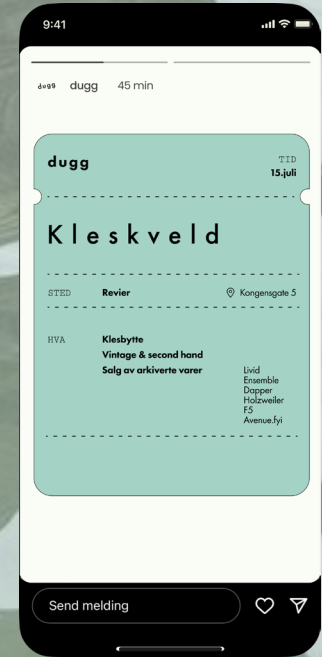 9:41
dugg dugg 45 min
dugg
TID
15.juli
Kleskveld
STED Revier Kongensgate 5
HVA Klesbytte
Vintage & second hand
Salg av arkiverte varer
Livid
Ensemble
Dapper
Holzweiler
F5
Avenue.fyi
Send melding